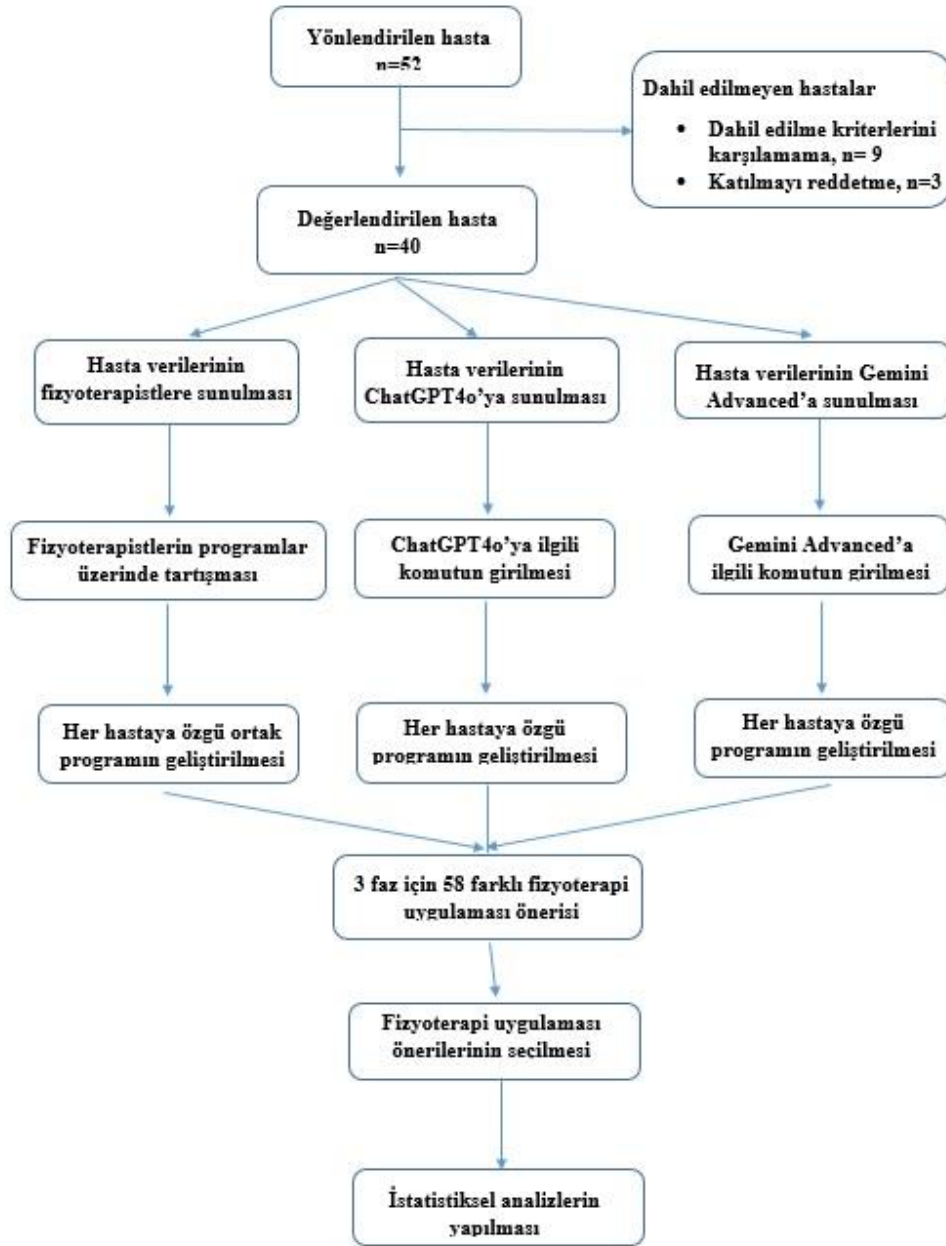 Yönlendirilen hasta
n=52
Dahil edilmeyen hastalar
• Dahil edilme kriterlerini
karşılamama, n= 9
• Katılmayı reddetme, n=3
Değerlendirilen hasta
n=40
Hasta verilerinin
fizyoterapistlere sunulması
Hasta verilerinin
ChatGPT4o’ya sunulması
Hasta verilerinin Gemini
Advanced’a sunulması
Fizyoterapistlerin programlar
üzerinde tartışması
ChatGPT4o’ya ilgili
komutun girilmesi
Gemini Advanced’a
ilgili komutun girilmesi
Her hastaya özgü ortak
programın geliştirilmesi
Her hastaya özgü
programın geliştirilmesi
Her hastaya özgü
programın geliştirilmesi
3 faz için 58 farklı fizyoterapi
uygulaması önerisi
Fizyoterapi uygulaması
önerilerinin seçilmesi
İstatistiksel analizlerin
yapılması